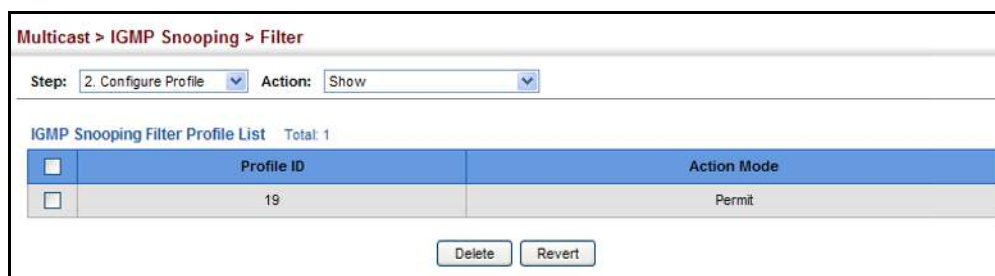 Multicast > IGMP Snooping > Filter
Step: 2. Configure Profile Action: Show
IGMP Snooping Filter Profile List Total: 1
Profile ID Action Mode
19 Permit
Delete Revert